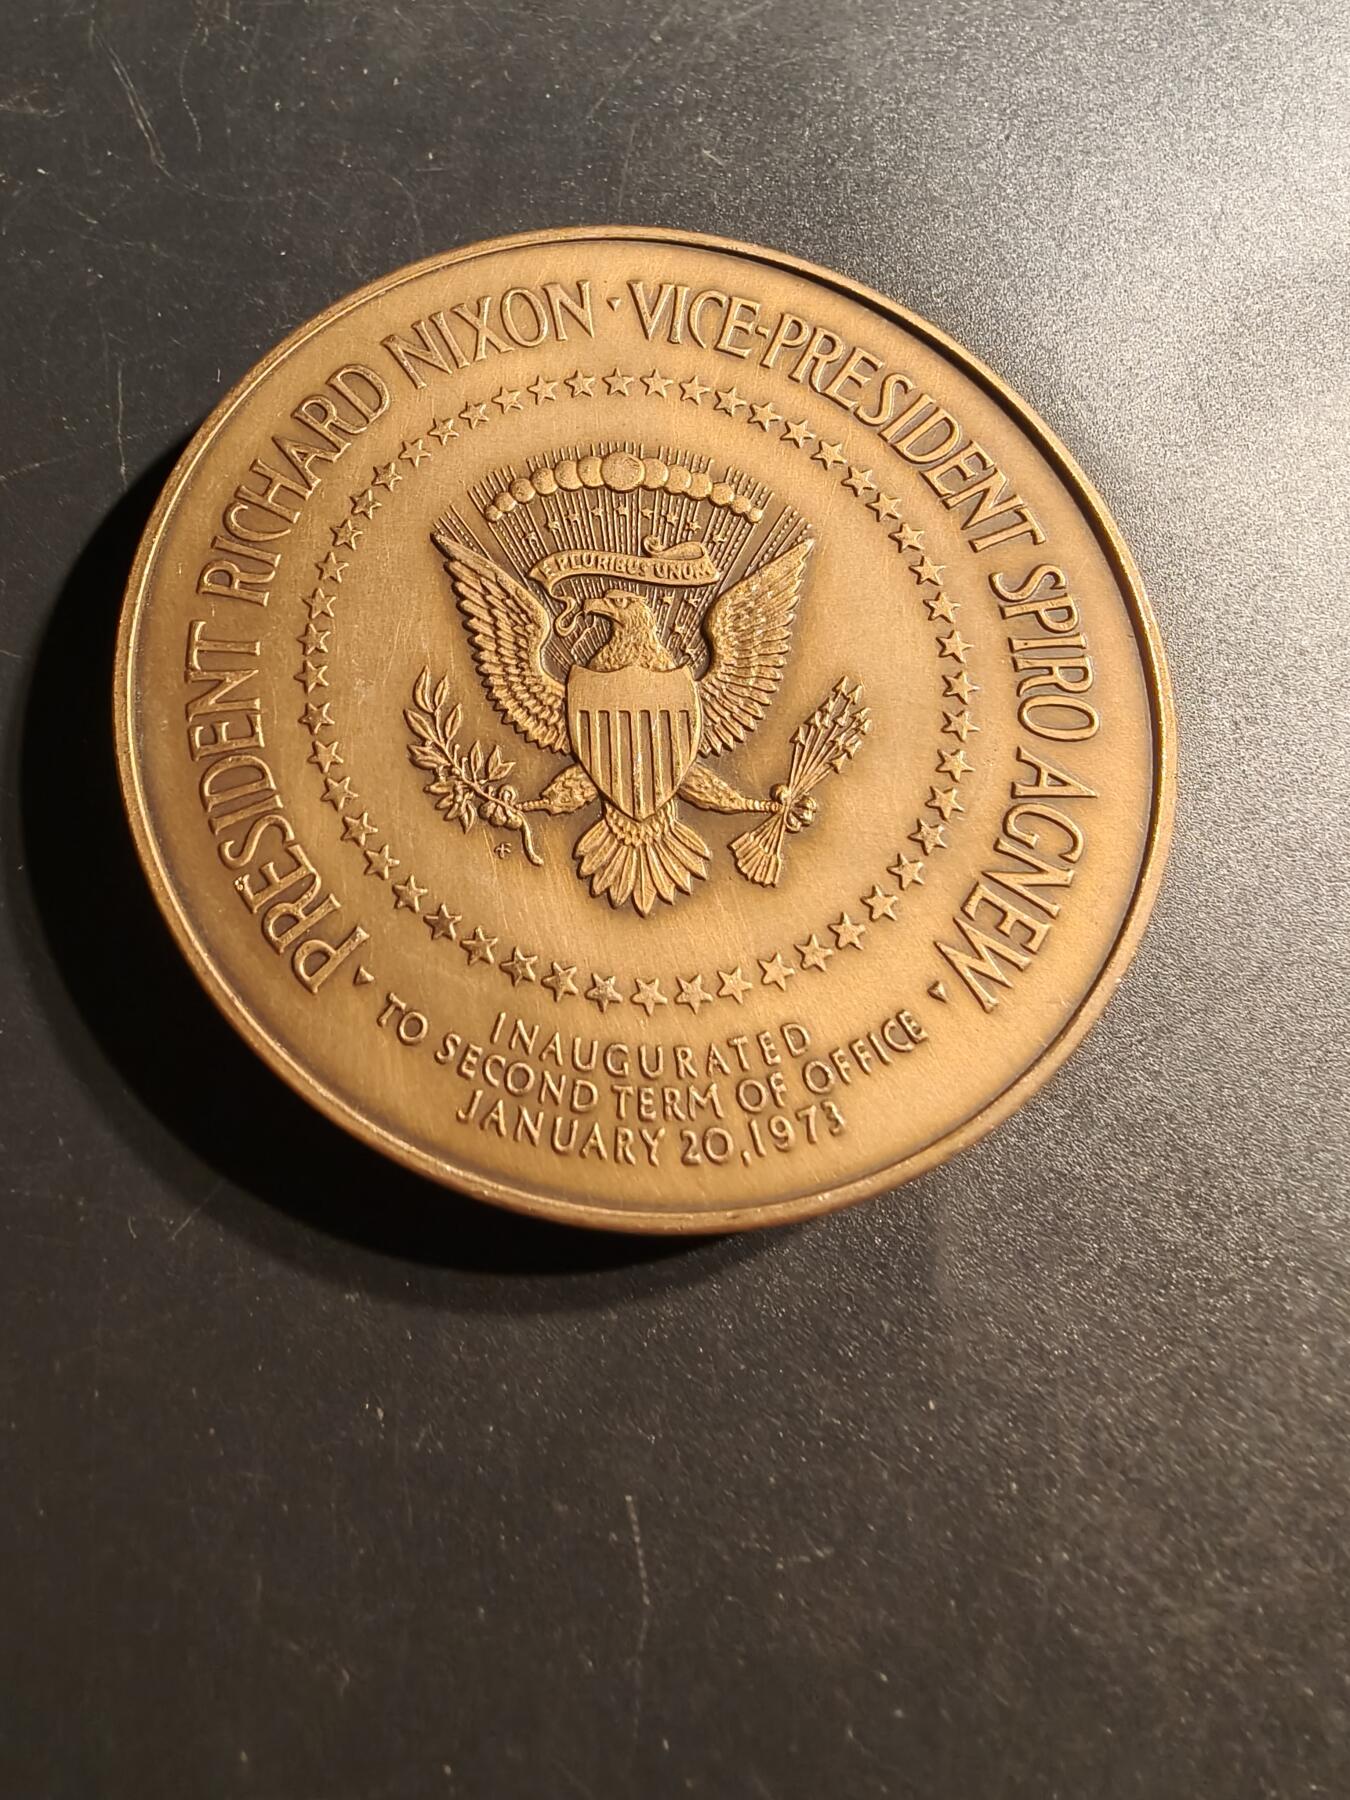 PRESIDENT RICHARD NIXON · VICE-PRESIDENT SPIRO AGNEW
E PLURIBUS UNUM
INAUGURATED
TO SECOND TERM OF OFFICE
JANUARY 20, 1973